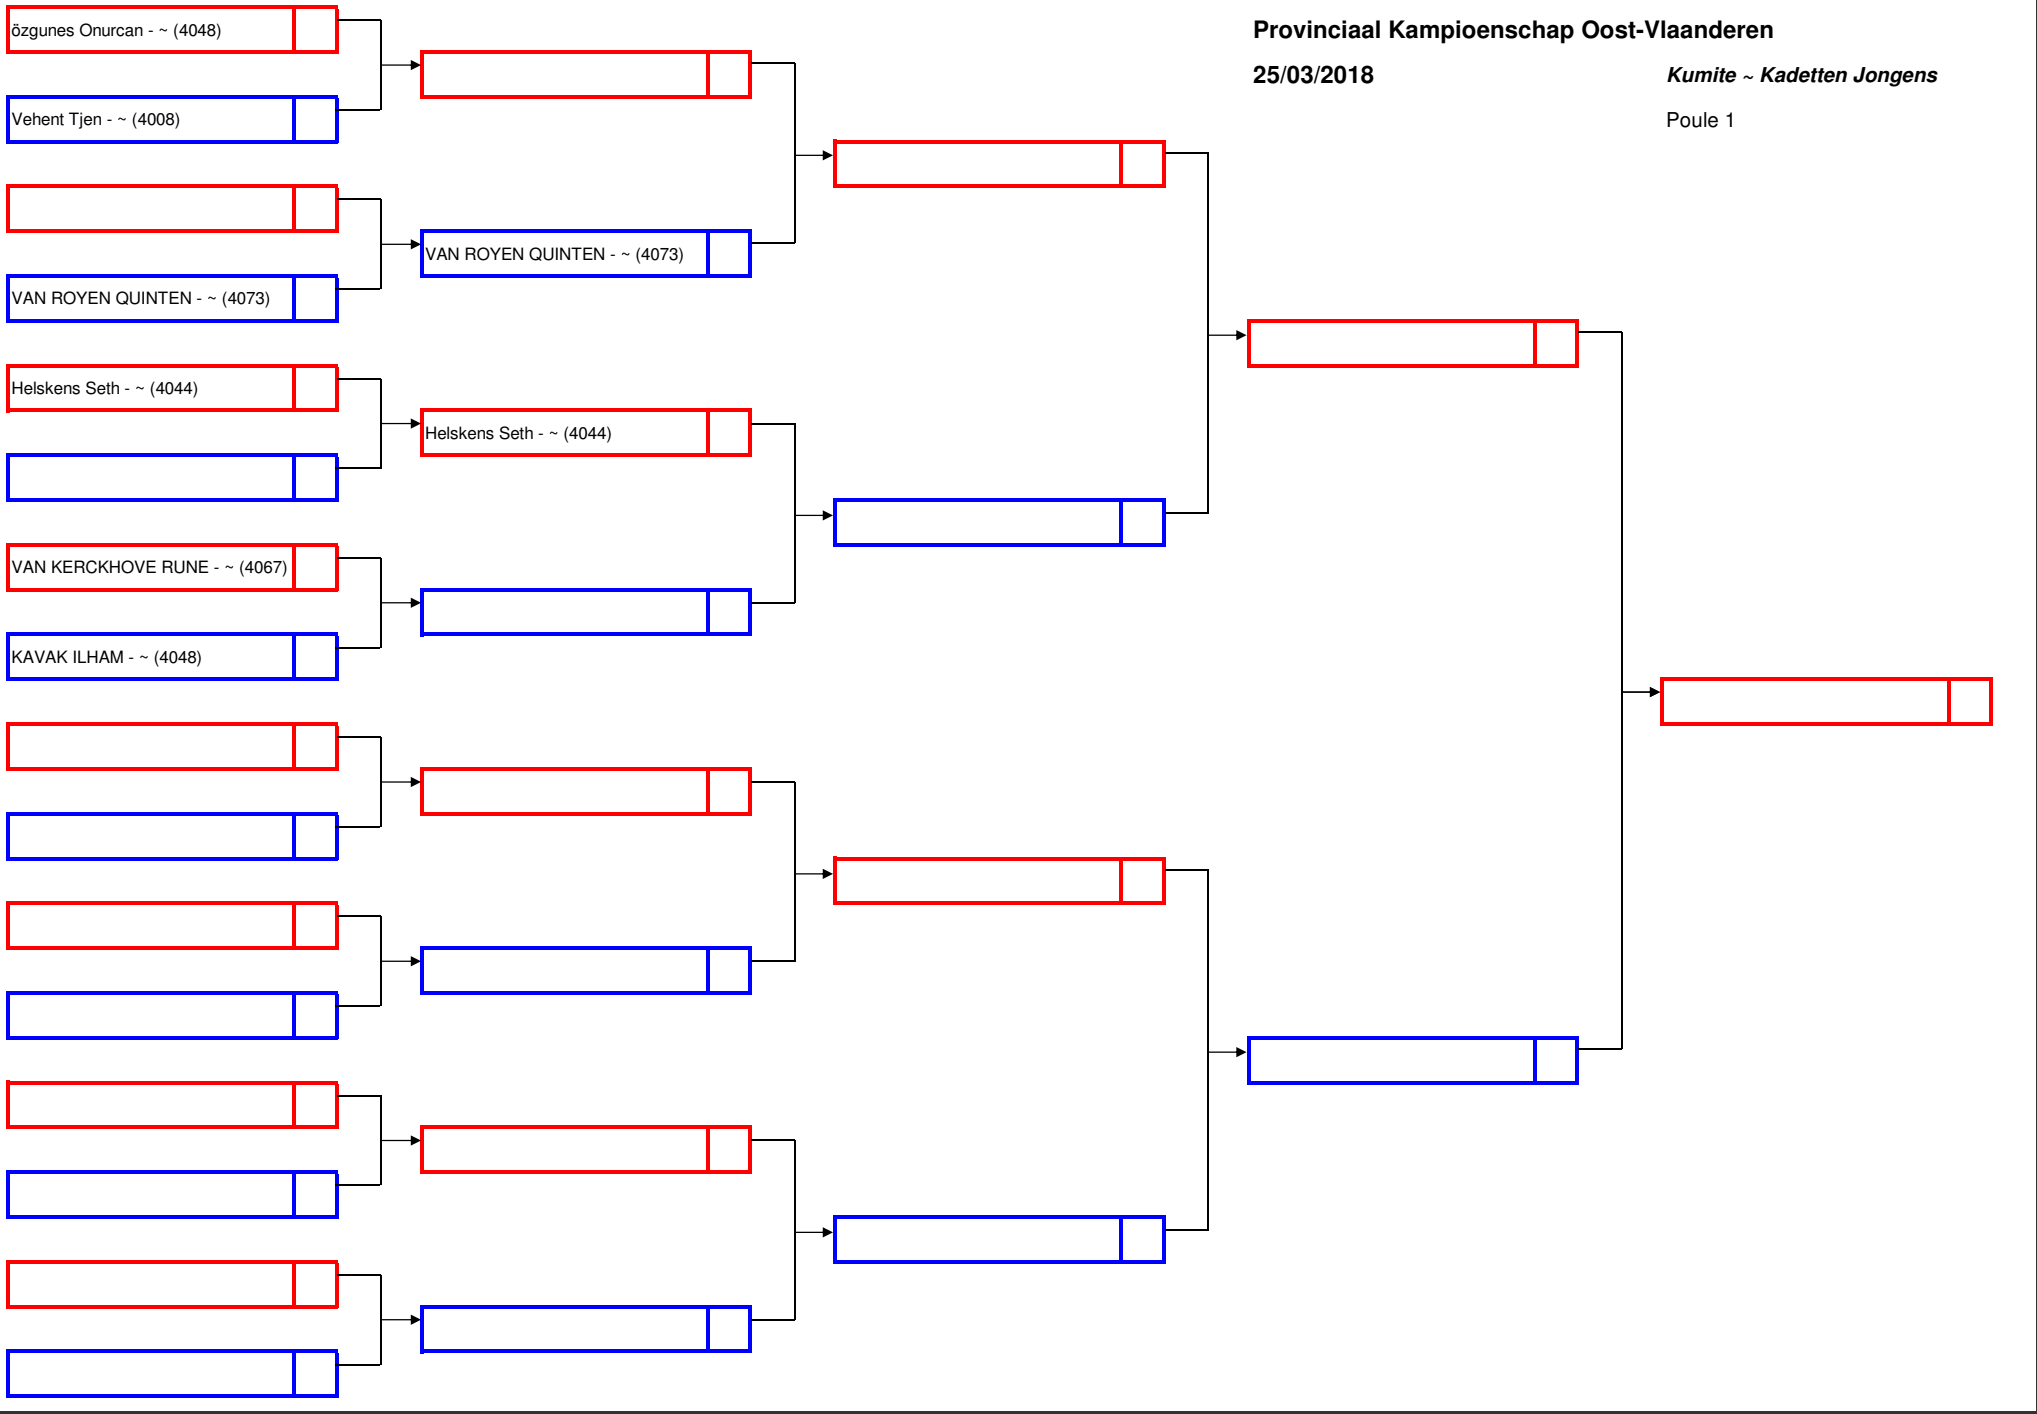 özgunes Onurcan - ~ (4048)
Vehent Tjen - ~ (4008)
VAN ROYEN QUINTEN - ~ (4073)
Helskens Seth - ~ (4044)
VAN KERCKHOVE RUNE - ~ (4067)
KAVAK ILHAM - ~ (4048)
VAN ROYEN QUINTEN - ~ (4073)
Helskens Seth - ~ (4044)
Provinciaal Kampioenschap Oost-Vlaanderen
25/03/2018
Kumite ~ Kadetten Jongens
Poule 1